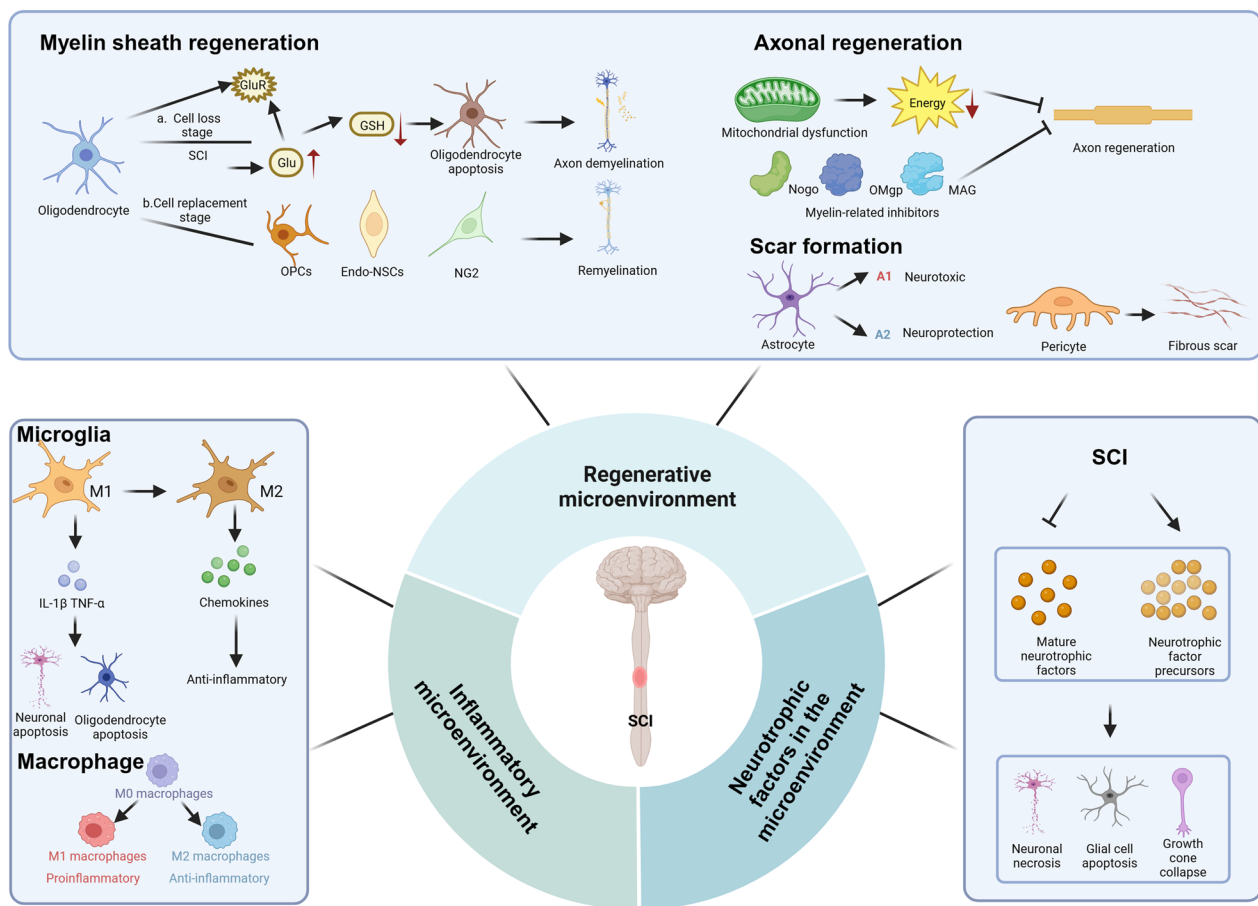 Myelin sheath regeneration
GluR
a. Cell loss
stage
SCI
Glu
GSH
Oligodendrocyte
Oligodendrocyte
apoptosis
Axon demyelination
b.Cell replacement
stage
OPCs
Endo-NSCs
NG2
Remyelination
Axonal regeneration
Mitochondrial dysfunction
Energy
Axon regeneration
Nogo
OMgp
MAG
Myelin-related inhibitors
Scar formation
Astrocyte
A1 Neurotoxic
A2 Neuroprotection
Pericyte
Fibrous scar
Microglia
M1
M2
IL-1β TNF-α
Chemokines
Neuronal
apoptosis
Oligodendrocyte
apoptosis
Anti-inflammatory
Macrophage
M0 macrophages
M1 macrophages
Proinflammatory
M2 macrophages
Anti-inflammatory
Regenerative
microenvironment
Inflammatory
microenvironment
SCI
Neurotrophic
factors in the
microenvironment
SCI
Mature
neurotrophic
factors
Neurotrophic
factor
precursors
Neuronal
necrosis
Glial cell
apoptosis
Growth
cone
collapse